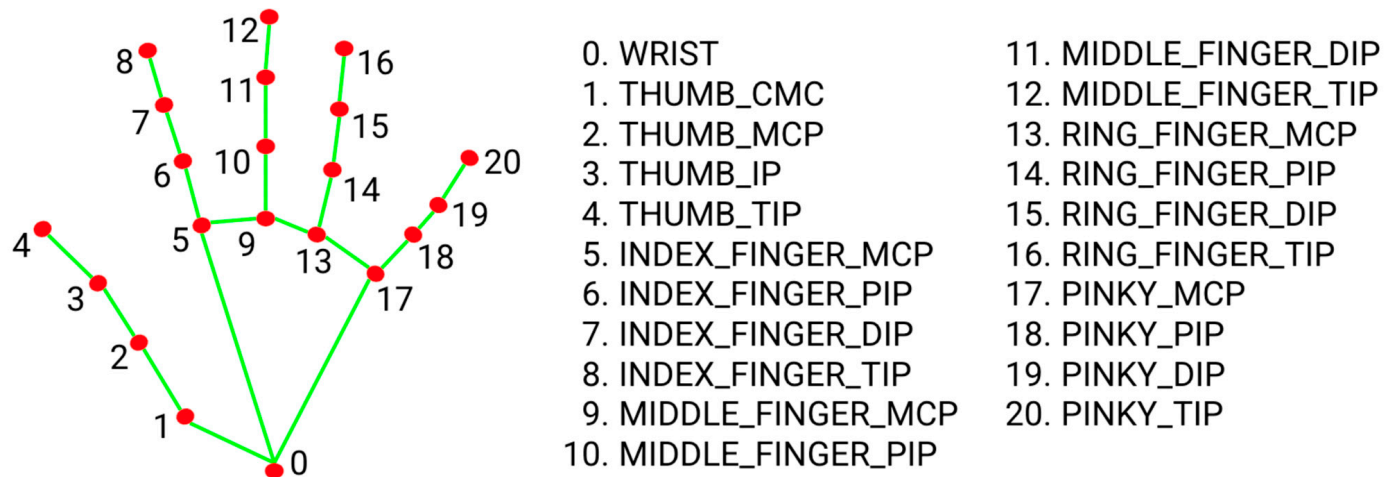 12
8
16
11
7
15
10
20
6
14
19
4
5
9
18
13
3
17
2
1
0
0. WRIST
1. THUMB_CMC
2. THUMB_MCP
3. THUMB_IP
4. THUMB_TIP
5. INDEX_FINGER_MCP
6. INDEX_FINGER_PIP
7. INDEX_FINGER_DIP
8. INDEX_FINGER_TIP
9. MIDDLE_FINGER_MCP
10. MIDDLE_FINGER_PIP
11. MIDDLE_FINGER_DIP
12. MIDDLE_FINGER_TIP
13. RING_FINGER_MCP
14. RING_FINGER_PIP
15. RING_FINGER_DIP
16. RING_FINGER_TIP
17. PINKY_MCP
18. PINKY_PIP
19. PINKY_DIP
20. PINKY_TIP